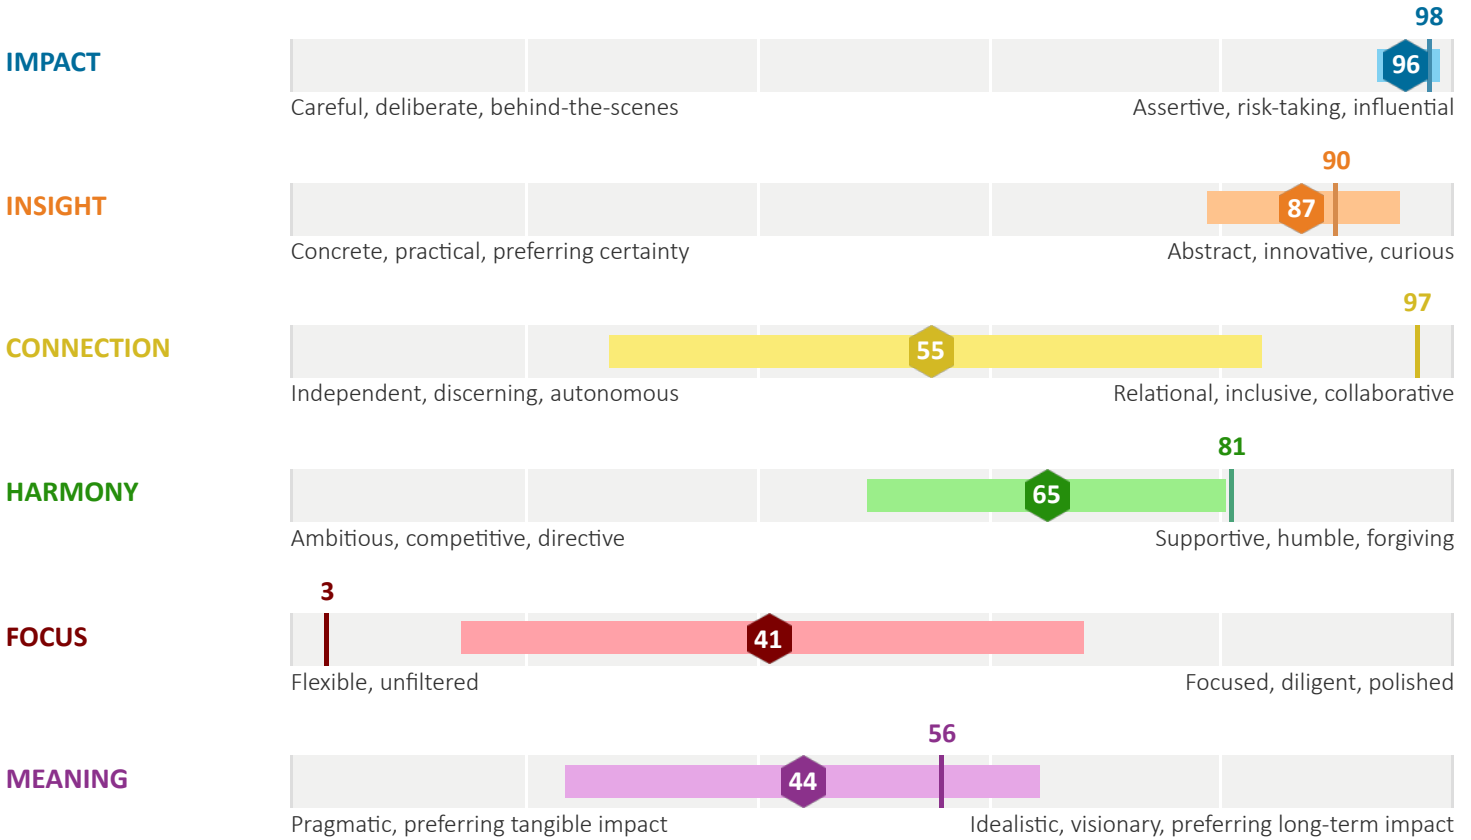 98
IMPACT
96
Careful, deliberate, behind-the-scenes
Assertive, risk-taking, influential
90
INSIGHT
87
Concrete, practical, preferring certainty
Abstract, innovative, curious
97
CONNECTION
55
Independent, discerning, autonomous
Relational, inclusive, collaborative
81
HARMONY
65
Ambitious, competitive, directive
Supportive, humble, forgiving
3
FOCUS
41
Flexible, unfiltered
Focused, diligent, polished
56
MEANING
44
Pragmatic, preferring tangible impact
Idealistic, visionary, preferring long-term impact